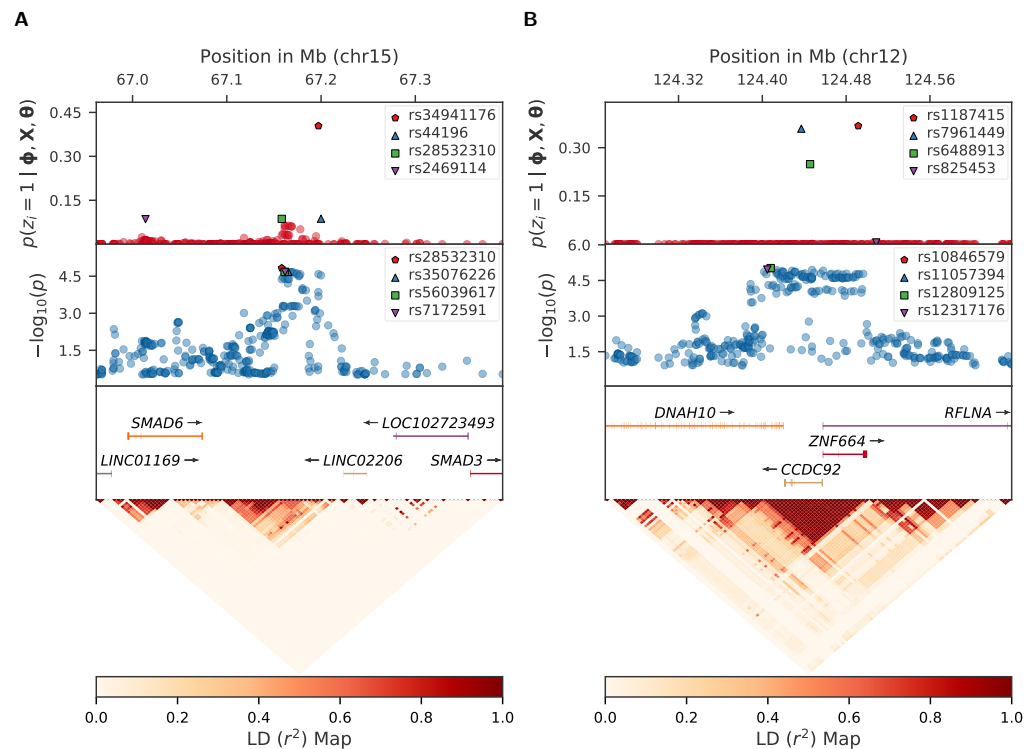 A
Position in Mb (chr15)
67.0 67.1 67.2 67.3
p(z_i = 1 | ϕ, X, θ)
0.45
0.30
0.15
rs34941176
rs44196
rs28532310
rs2469114
−log10(p)
4.5
3.0
1.5
rs28532310
rs35076226
rs56039617
rs7172591
SMAD6 →
← LOC102723493
LINC01169 →
← LINC02206
SMAD3 →
0.0 0.2 0.4 0.6 0.8 1.0
LD (r²) Map
B
Position in Mb (chr12)
124.32 124.40 124.48 124.56
p(z_i = 1 | ϕ, X, θ)
0.30
0.15
rs1187415
rs7961449
rs6488913
rs825453
−log10(p)
6.0
4.5
3.0
1.5
rs10846579
rs11057394
rs12809125
rs12317176
DNAH10 →
RFLNA →
ZNF664 →
← CCDC92
0.0 0.2 0.4 0.6 0.8 1.0
LD (r²) Map